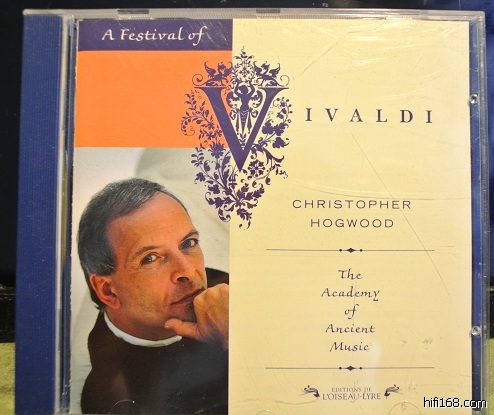 A Festival of
VIVALDI
CHRISTOPHER
HOGWOOD
The
Academy
of
Ancient
Music
EDITIONS DE
L'OISEAU-LYRE
hifi168.com